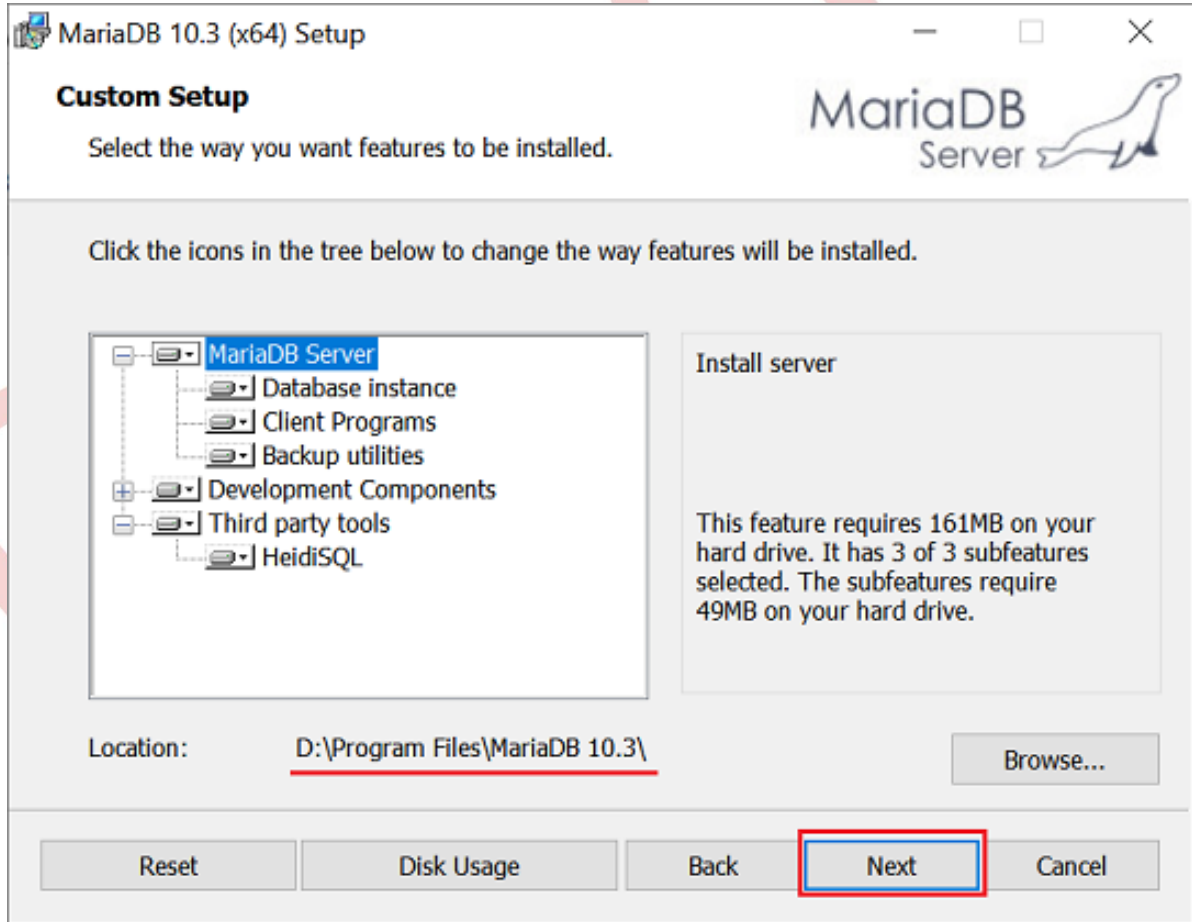 MariaDB 10.3 (x64) Setup
Custom Setup
Select the way you want features to be installed.
MariaDB
Server
Click the icons in the tree below to change the way features will be installed.
MariaDB Server
Database instance
Client Programs
Backup utilities
Development Components
Third party tools
HeidiSQL
Install server
This feature requires 161MB on your
hard drive. It has 3 of 3 subfeatures
selected. The subfeatures require
49MB on your hard drive.
Location: D:\Program Files\MariaDB 10.3\
Browse...
Reset Disk Usage Back Next Cancel